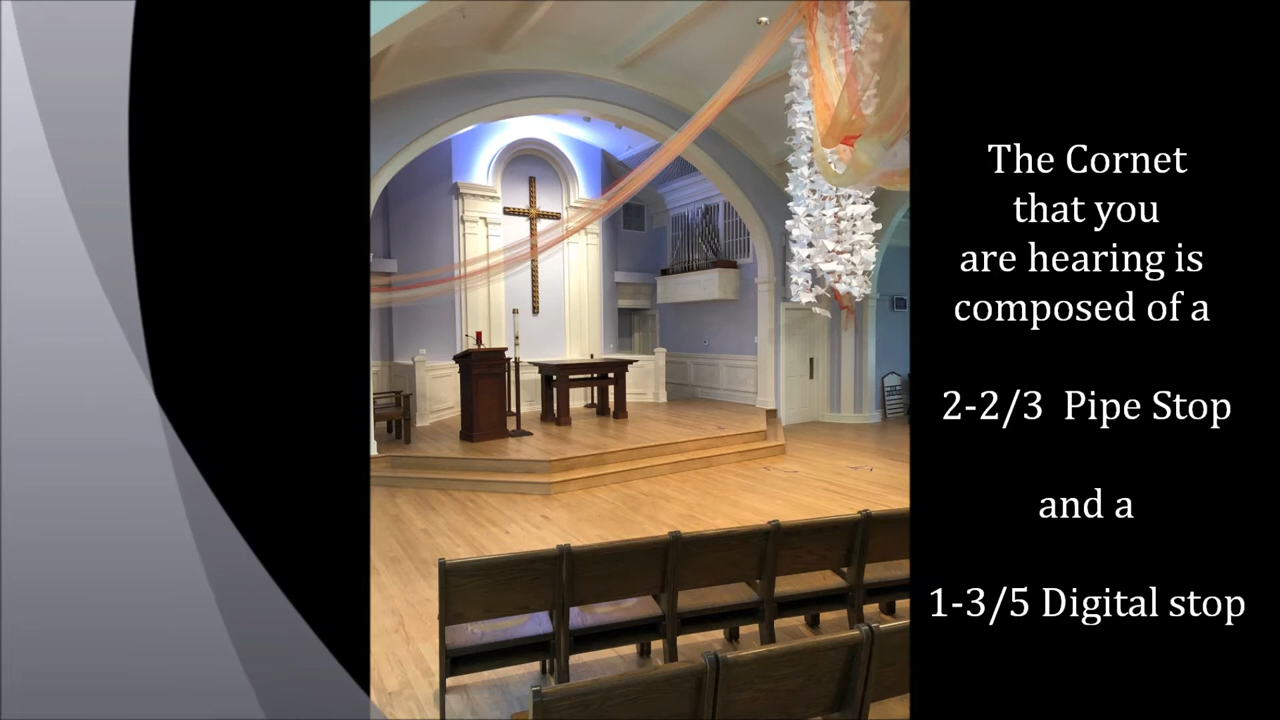 The Cornet
that you
are hearing is
composed of a
2-2/3 Pipe Stop
and a
1-3/5 Digital stop